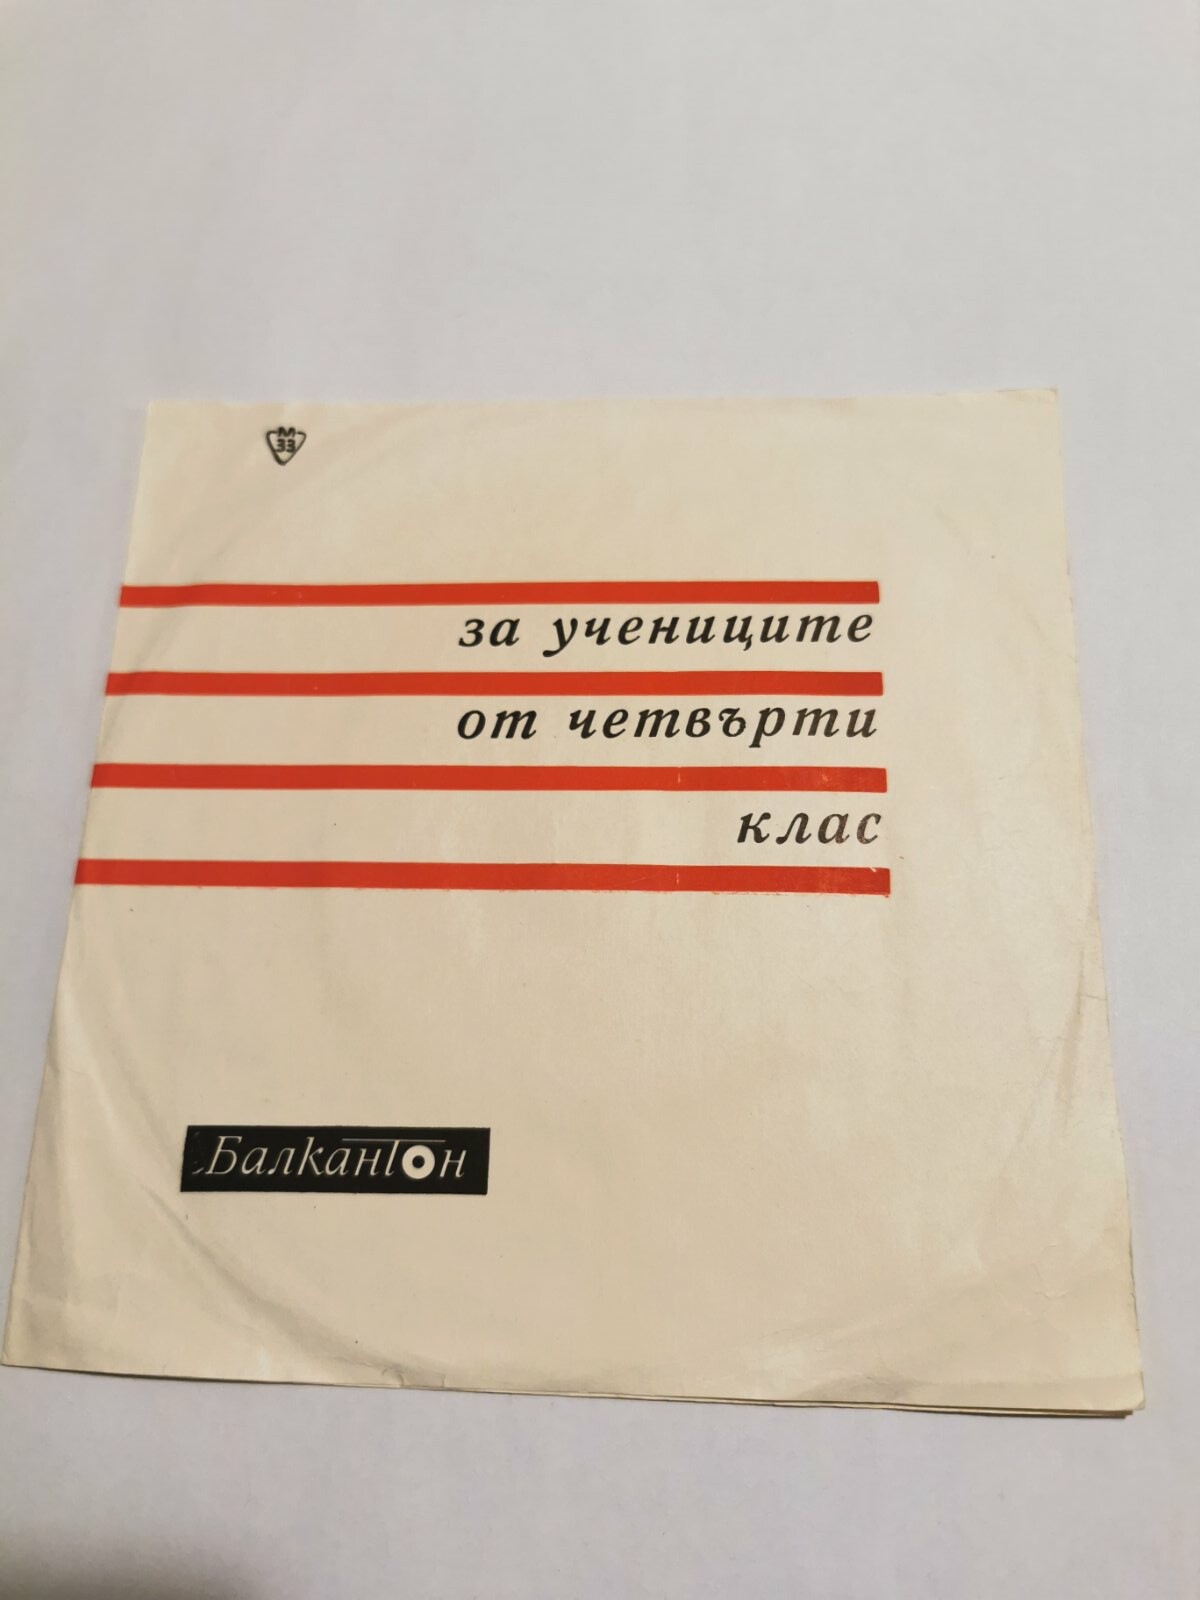 М
33
за учениците
от четвърти
клас
Балкантон